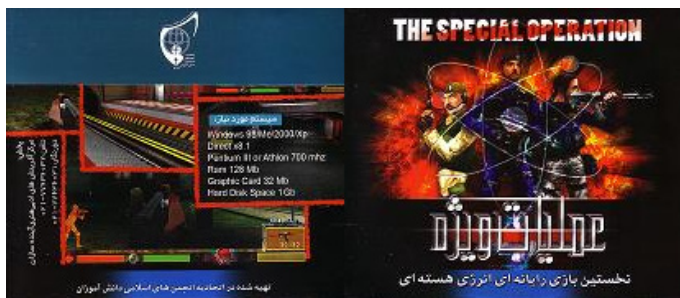 THE SPECIAL OPERATION
عملیات ویژه
نخستین بازی رایانه ای انرژی هسته ای
سیستم مورد نیاز:
Windows 98/Me/2000/Xp
Direct x8.1
Pentium III or Athlon 700 mhz
Ram 128 Mb
Graphic Card 32 Mb
Hard Disk Space 1Gb
تهیه شده در اتحادیه انجمن های اسلامی دانش آموزان